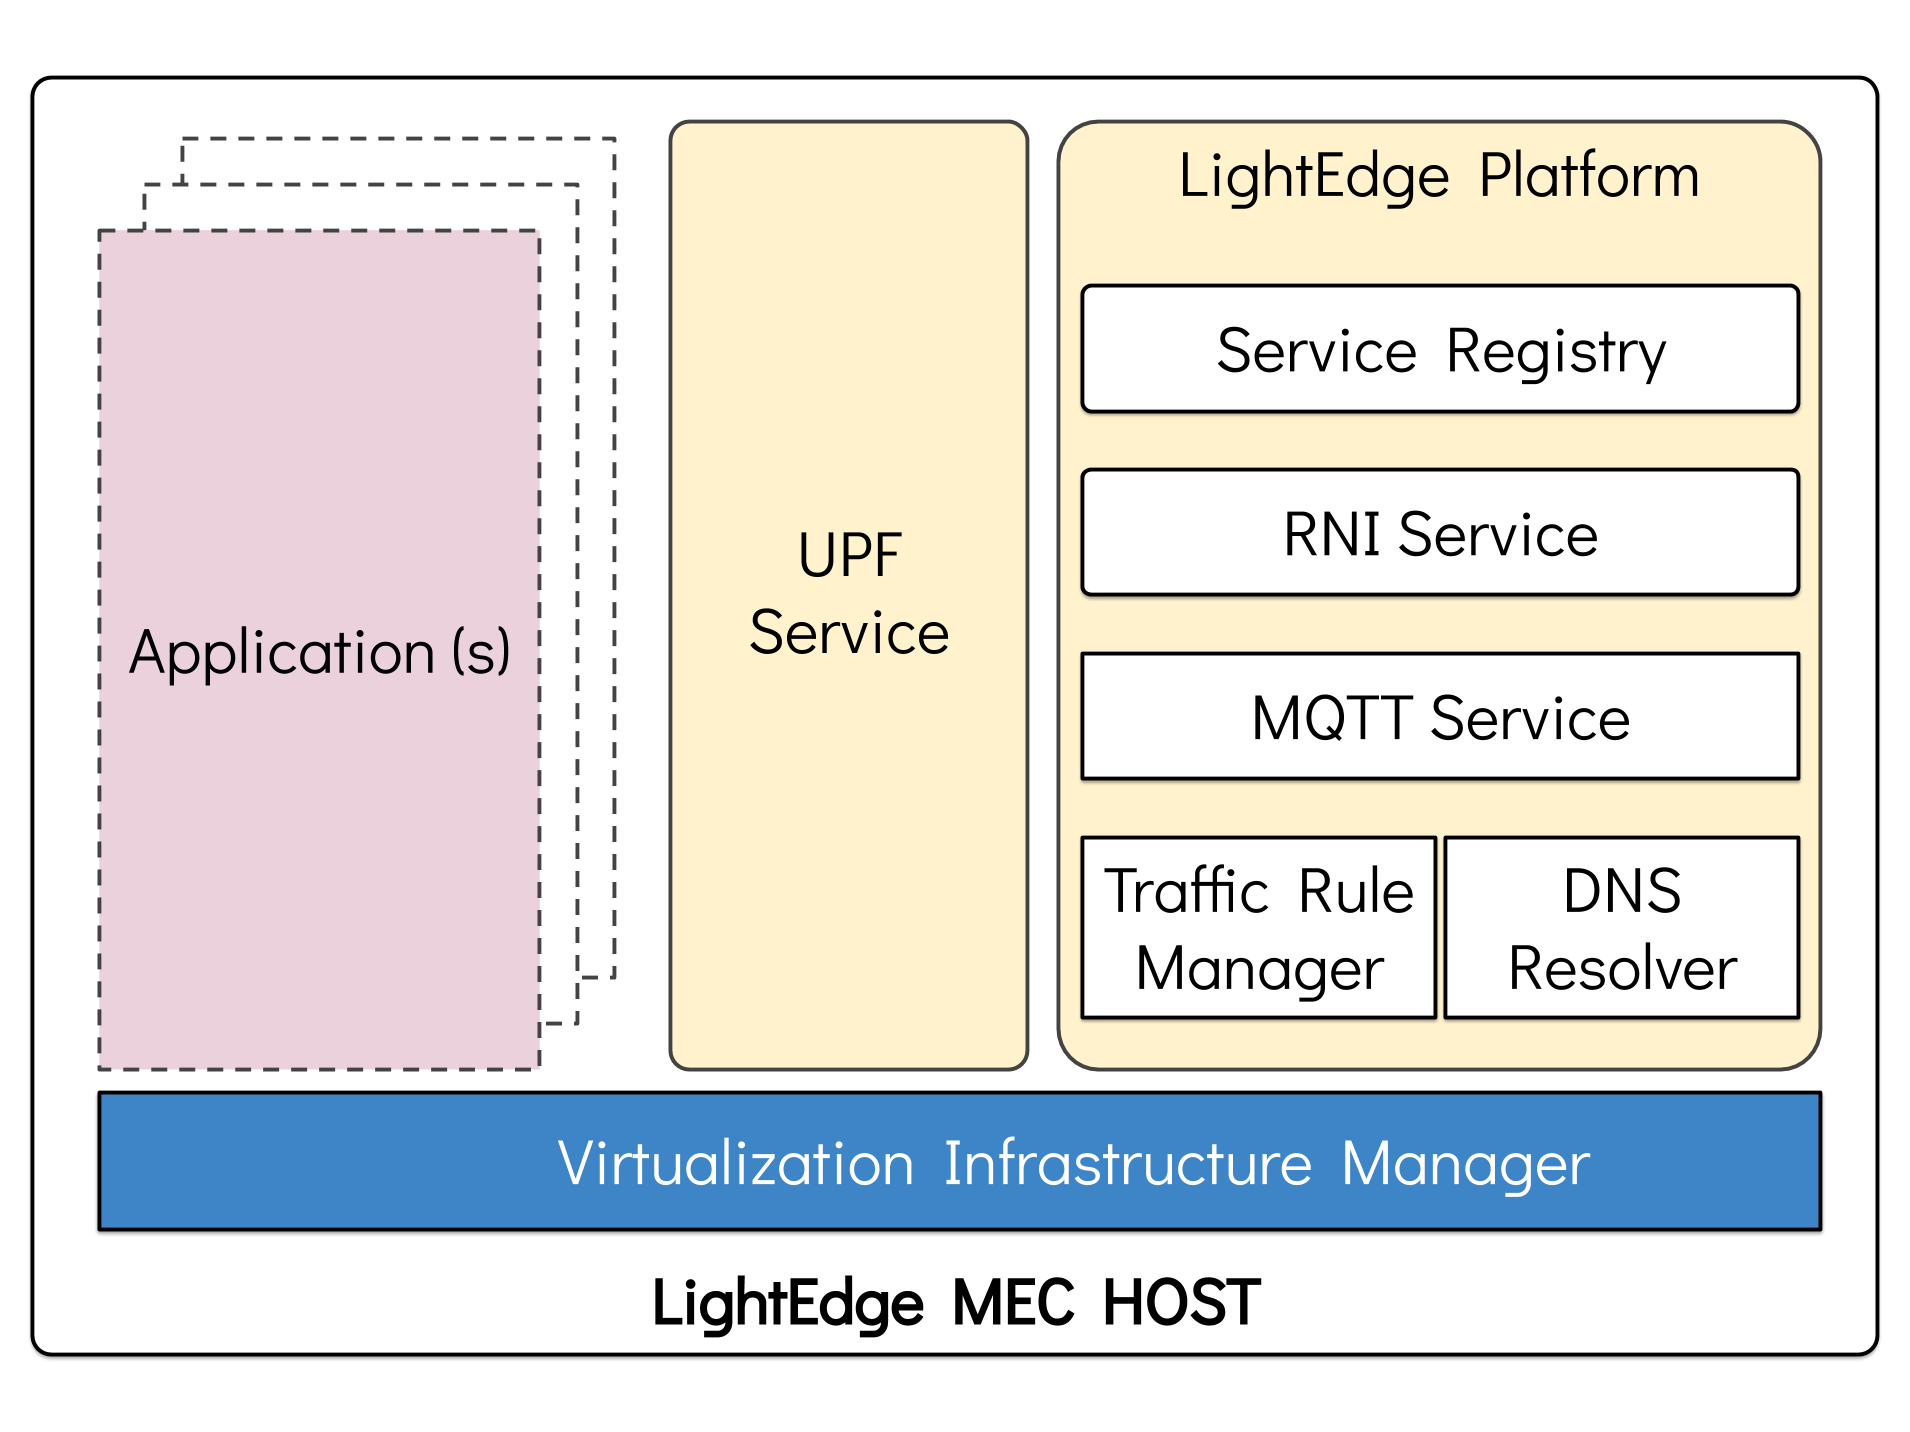 LightEdge Platform
Service Registry
RNI Service
UPF
Service
Application (s)
MQTT Service
Traffic Rule
Manager
DNS
Resolver
Virtualization Infrastructure Manager
LightEdge MEC HOST